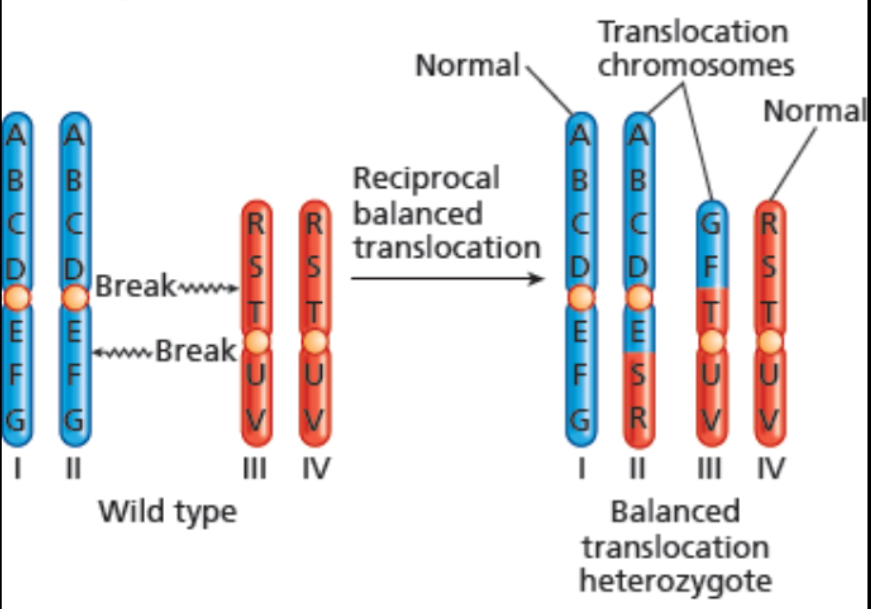 Normal
Translocation
chromosomes
Normal
A A
B B
C C
D D
E E
F F
G G
I II
Break
Break
R R
S S
T T
U U
V V
III IV
Wild type
Reciprocal
balanced
translocation
A A
B B
C C
D D
E E
F S
G R
I II
G R
F S
T T
U U
V V
III IV
Balanced
translocation
heterozygote